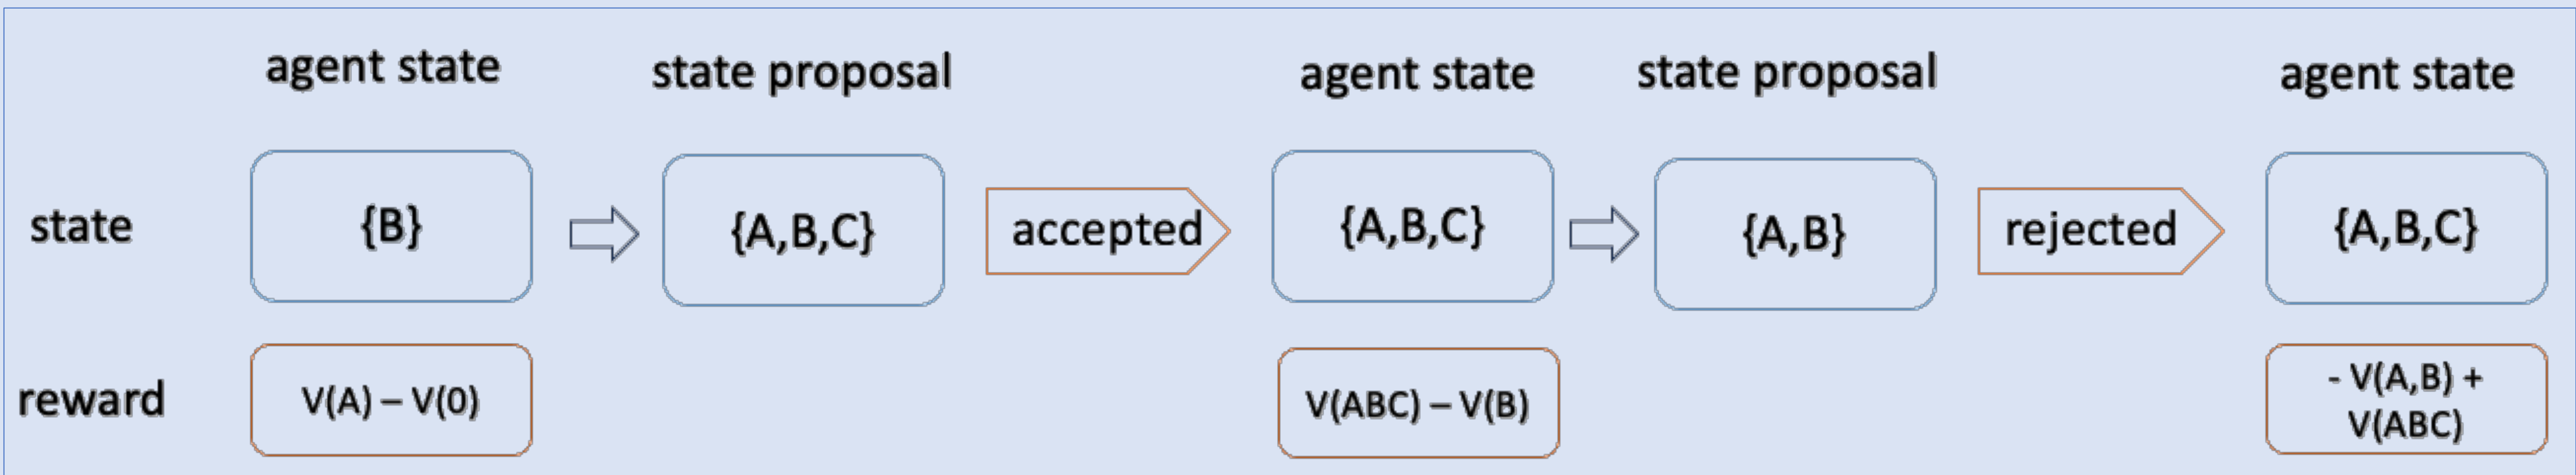 agent state
state proposal
agent state
state proposal
agent state
state
{B}
{A,B,C}
accepted
{A,B,C}
{A,B}
rejected
{A,B,C}
reward
V(A) – V(0)
V(ABC) – V(B)
- V(A,B) +
V(ABC)